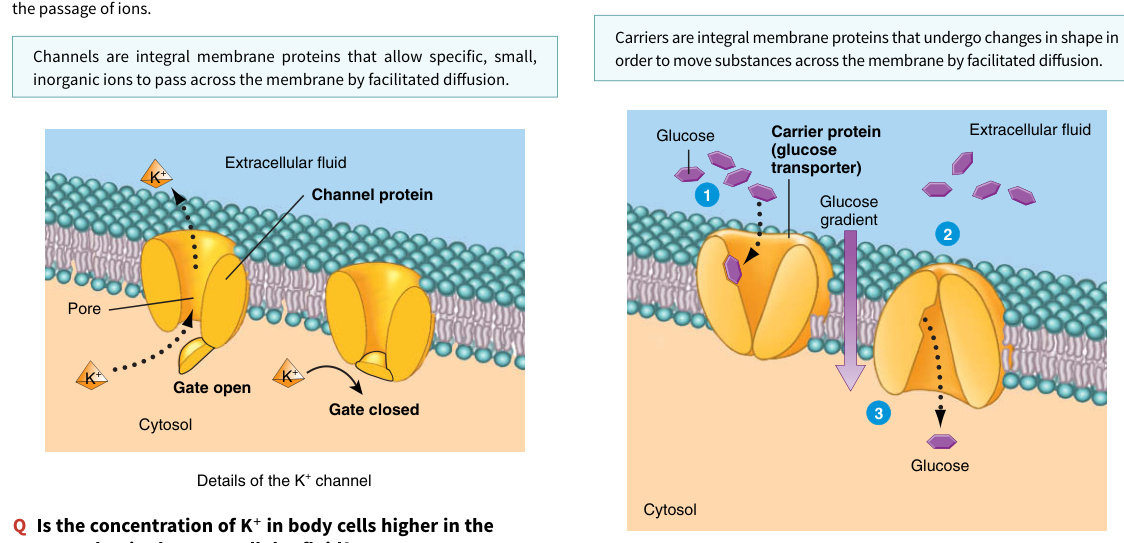 the passage of ions.
Channels are integral membrane proteins that allow specific, small,
inorganic ions to pass across the membrane by facilitated diffusion.
Extracellular fluid
K+
Channel protein
Pore
K+
Gate open
K+
Gate closed
Cytosol
Details of the K+ channel
Q Is the concentration of K+ in body cells higher in the
Carriers are integral membrane proteins that undergo changes in shape in
order to move substances across the membrane by facilitated diffusion.
Glucose
Carrier protein
(glucose
transporter)
Extracellular fluid
1
Glucose
gradient
2
3
Glucose
Cytosol